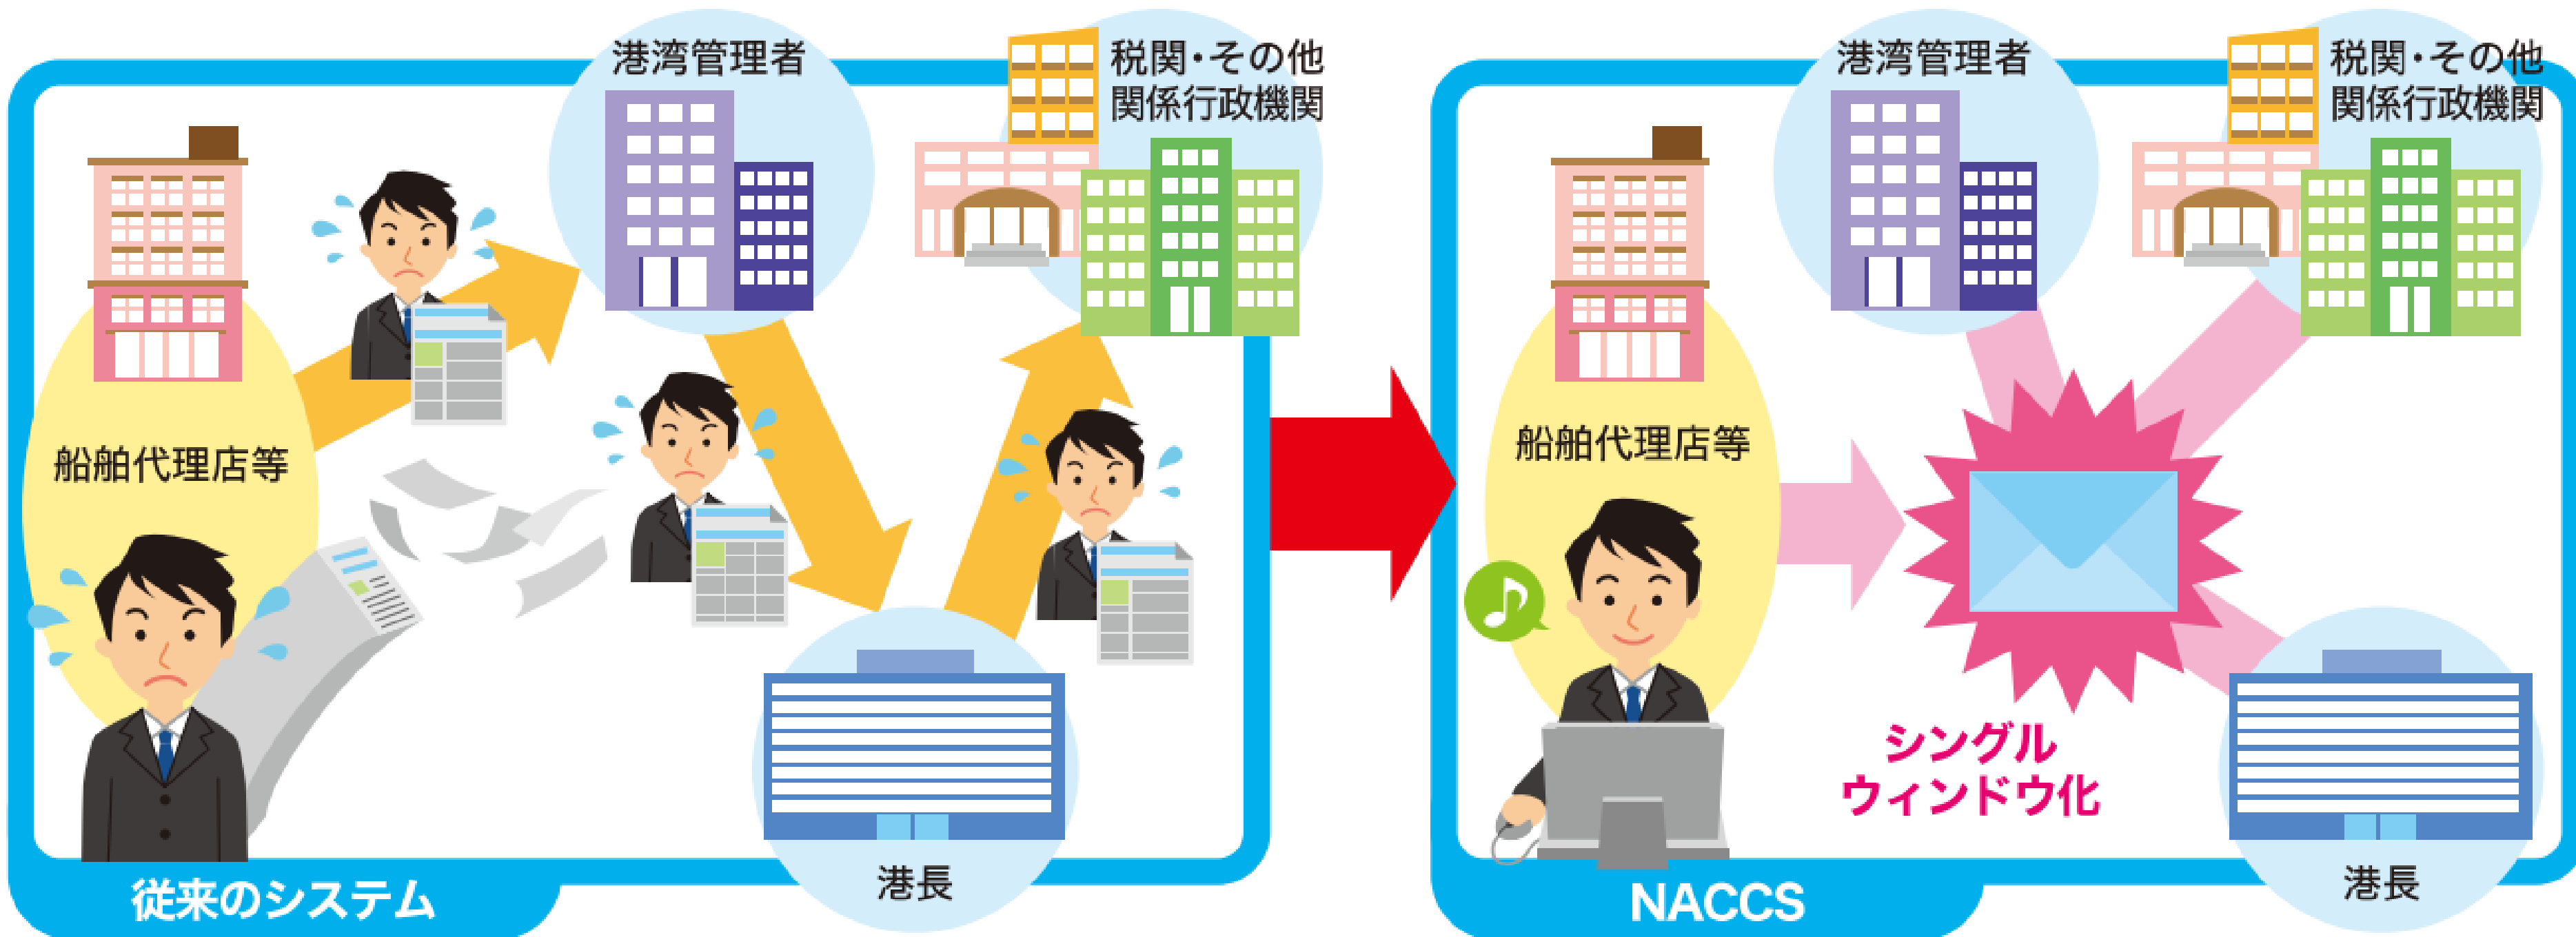 港湾管理者
税関・その他
関係行政機関
船舶代理店等
港長
従来のシステム
港湾管理者
税関・その他
関係行政機関
船舶代理店等
シングル
ウィンドウ化
港長
NACCS